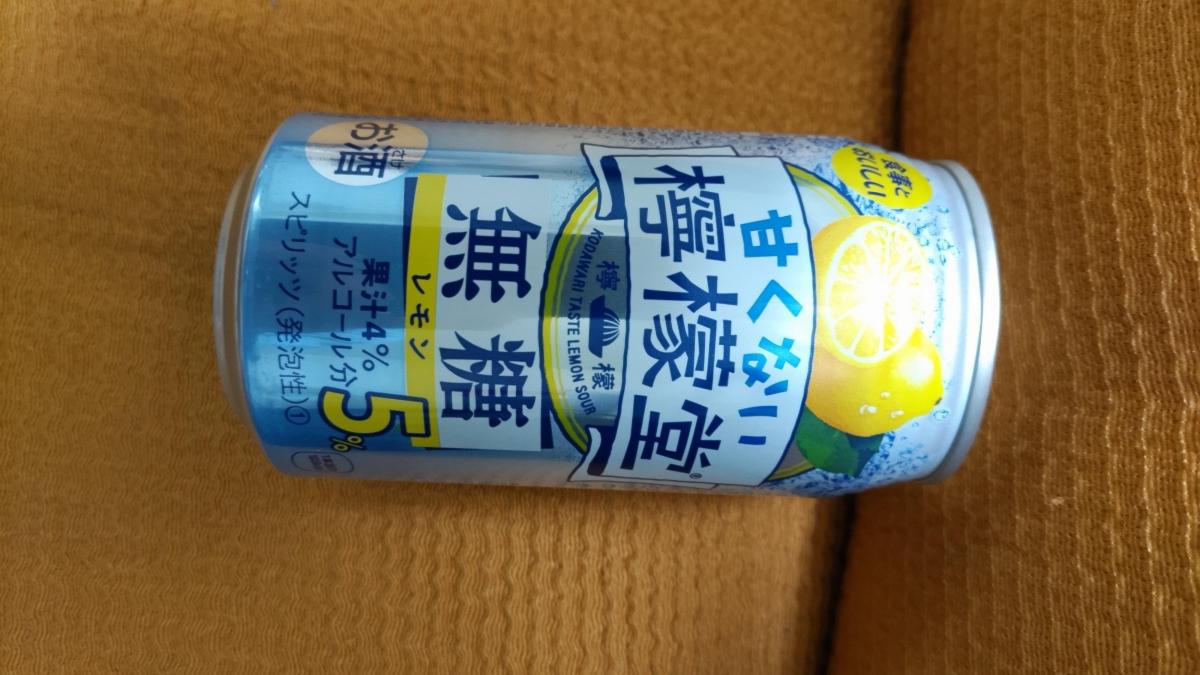 食事と
おいしい
甘くない
檸檬堂®
檸檬
KODAWARI TASTE LEMON SOUR
無糖
レモン
果汁4%
アルコール分5%
スピリッツ(発泡性)①
お酒
さけ